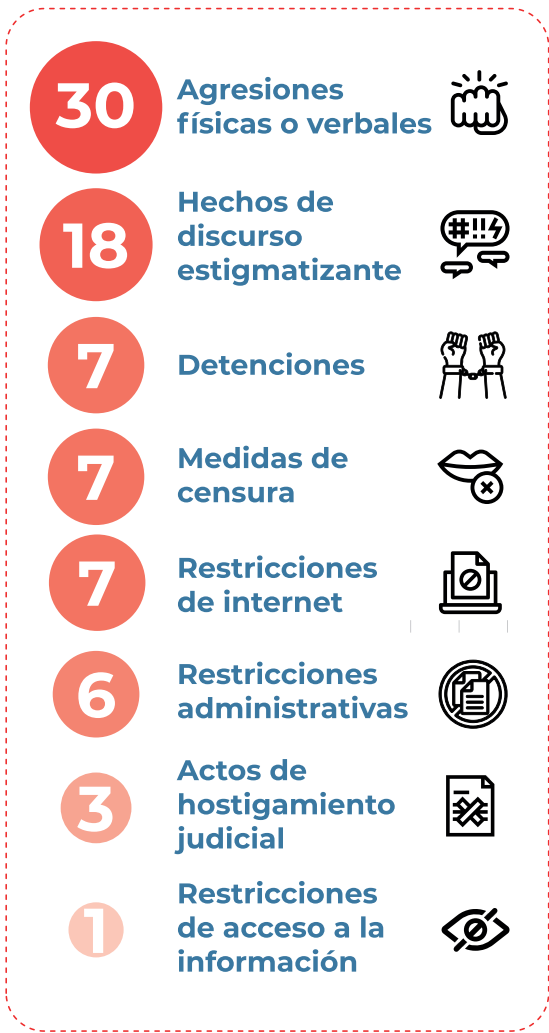 30
Agresiones
físicas o verbales
18
Hechos de
discurso
estigmatizante
#!!
7
Detenciones
7
Medidas de
censura
7
Restricciones
de internet
6
Restricciones
administrativas
3
Actos de
hostigamiento
judicial
1
Restricciones
de acceso a la
información